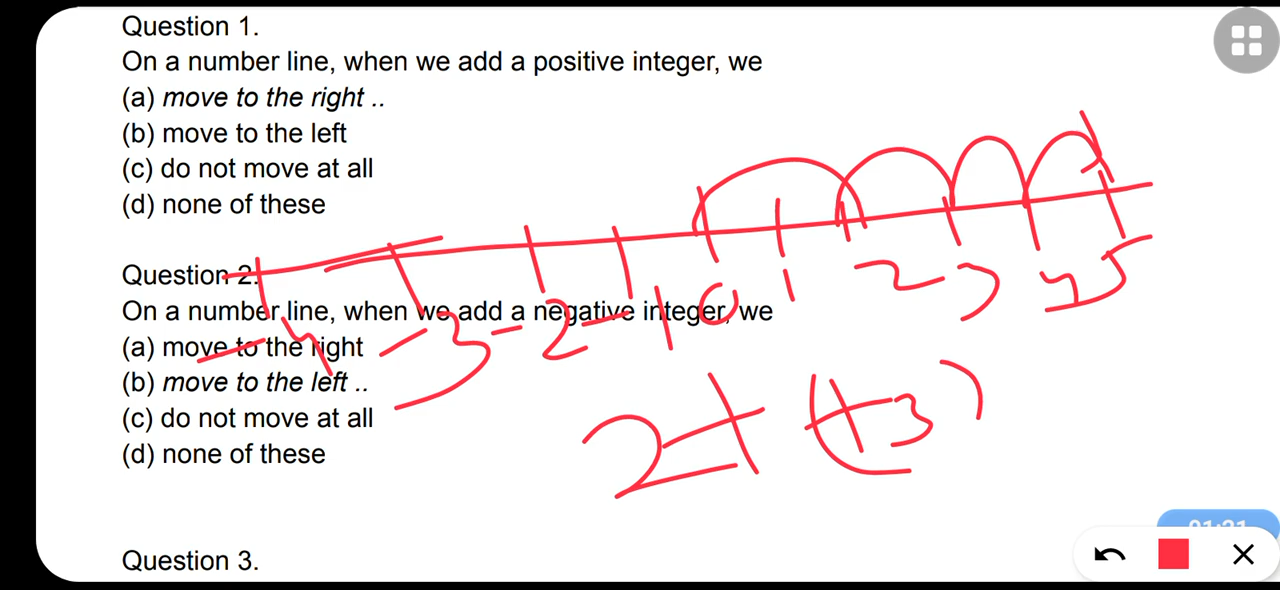 Question 1.
On a number line, when we add a positive integer, we
(a) move to the right ..
(b) move to the left
(c) do not move at all
(d) none of these
Question 2.
On a number line, when we add a negative integer, we
(a) move to the right
(b) move to the left ..
(c) do not move at all
(d) none of these
-4 -3 -2 -1 0 1 2 3 4 5
2+(+3)
Question 3.